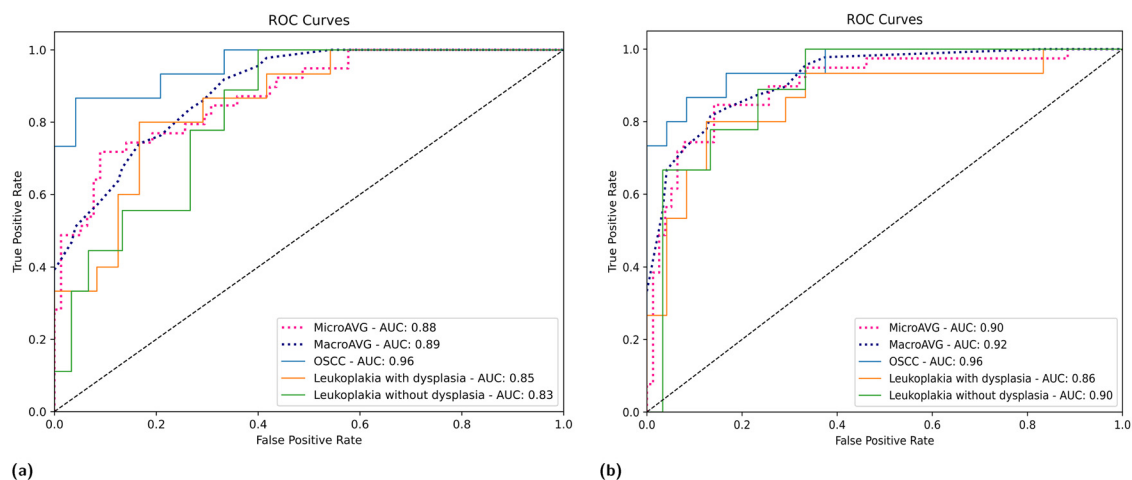 ROC Curves
True Positive Rate
1.0
0.8
0.6
0.4
0.2
0.0
MicroAVG - AUC: 0.88
MacroAVG - AUC: 0.89
OSCC - AUC: 0.96
Leukoplakia with dysplasia - AUC: 0.85
Leukoplakia without dysplasia - AUC: 0.83
0.0 0.2 0.4 0.6 0.8 1.0
False Positive Rate
(a)
ROC Curves
True Positive Rate
1.0
0.8
0.6
0.4
0.2
0.0
MicroAVG - AUC: 0.90
MacroAVG - AUC: 0.92
OSCC - AUC: 0.96
Leukoplakia with dysplasia - AUC: 0.86
Leukoplakia without dysplasia - AUC: 0.90
0.0 0.2 0.4 0.6 0.8 1.0
False Positive Rate
(b)